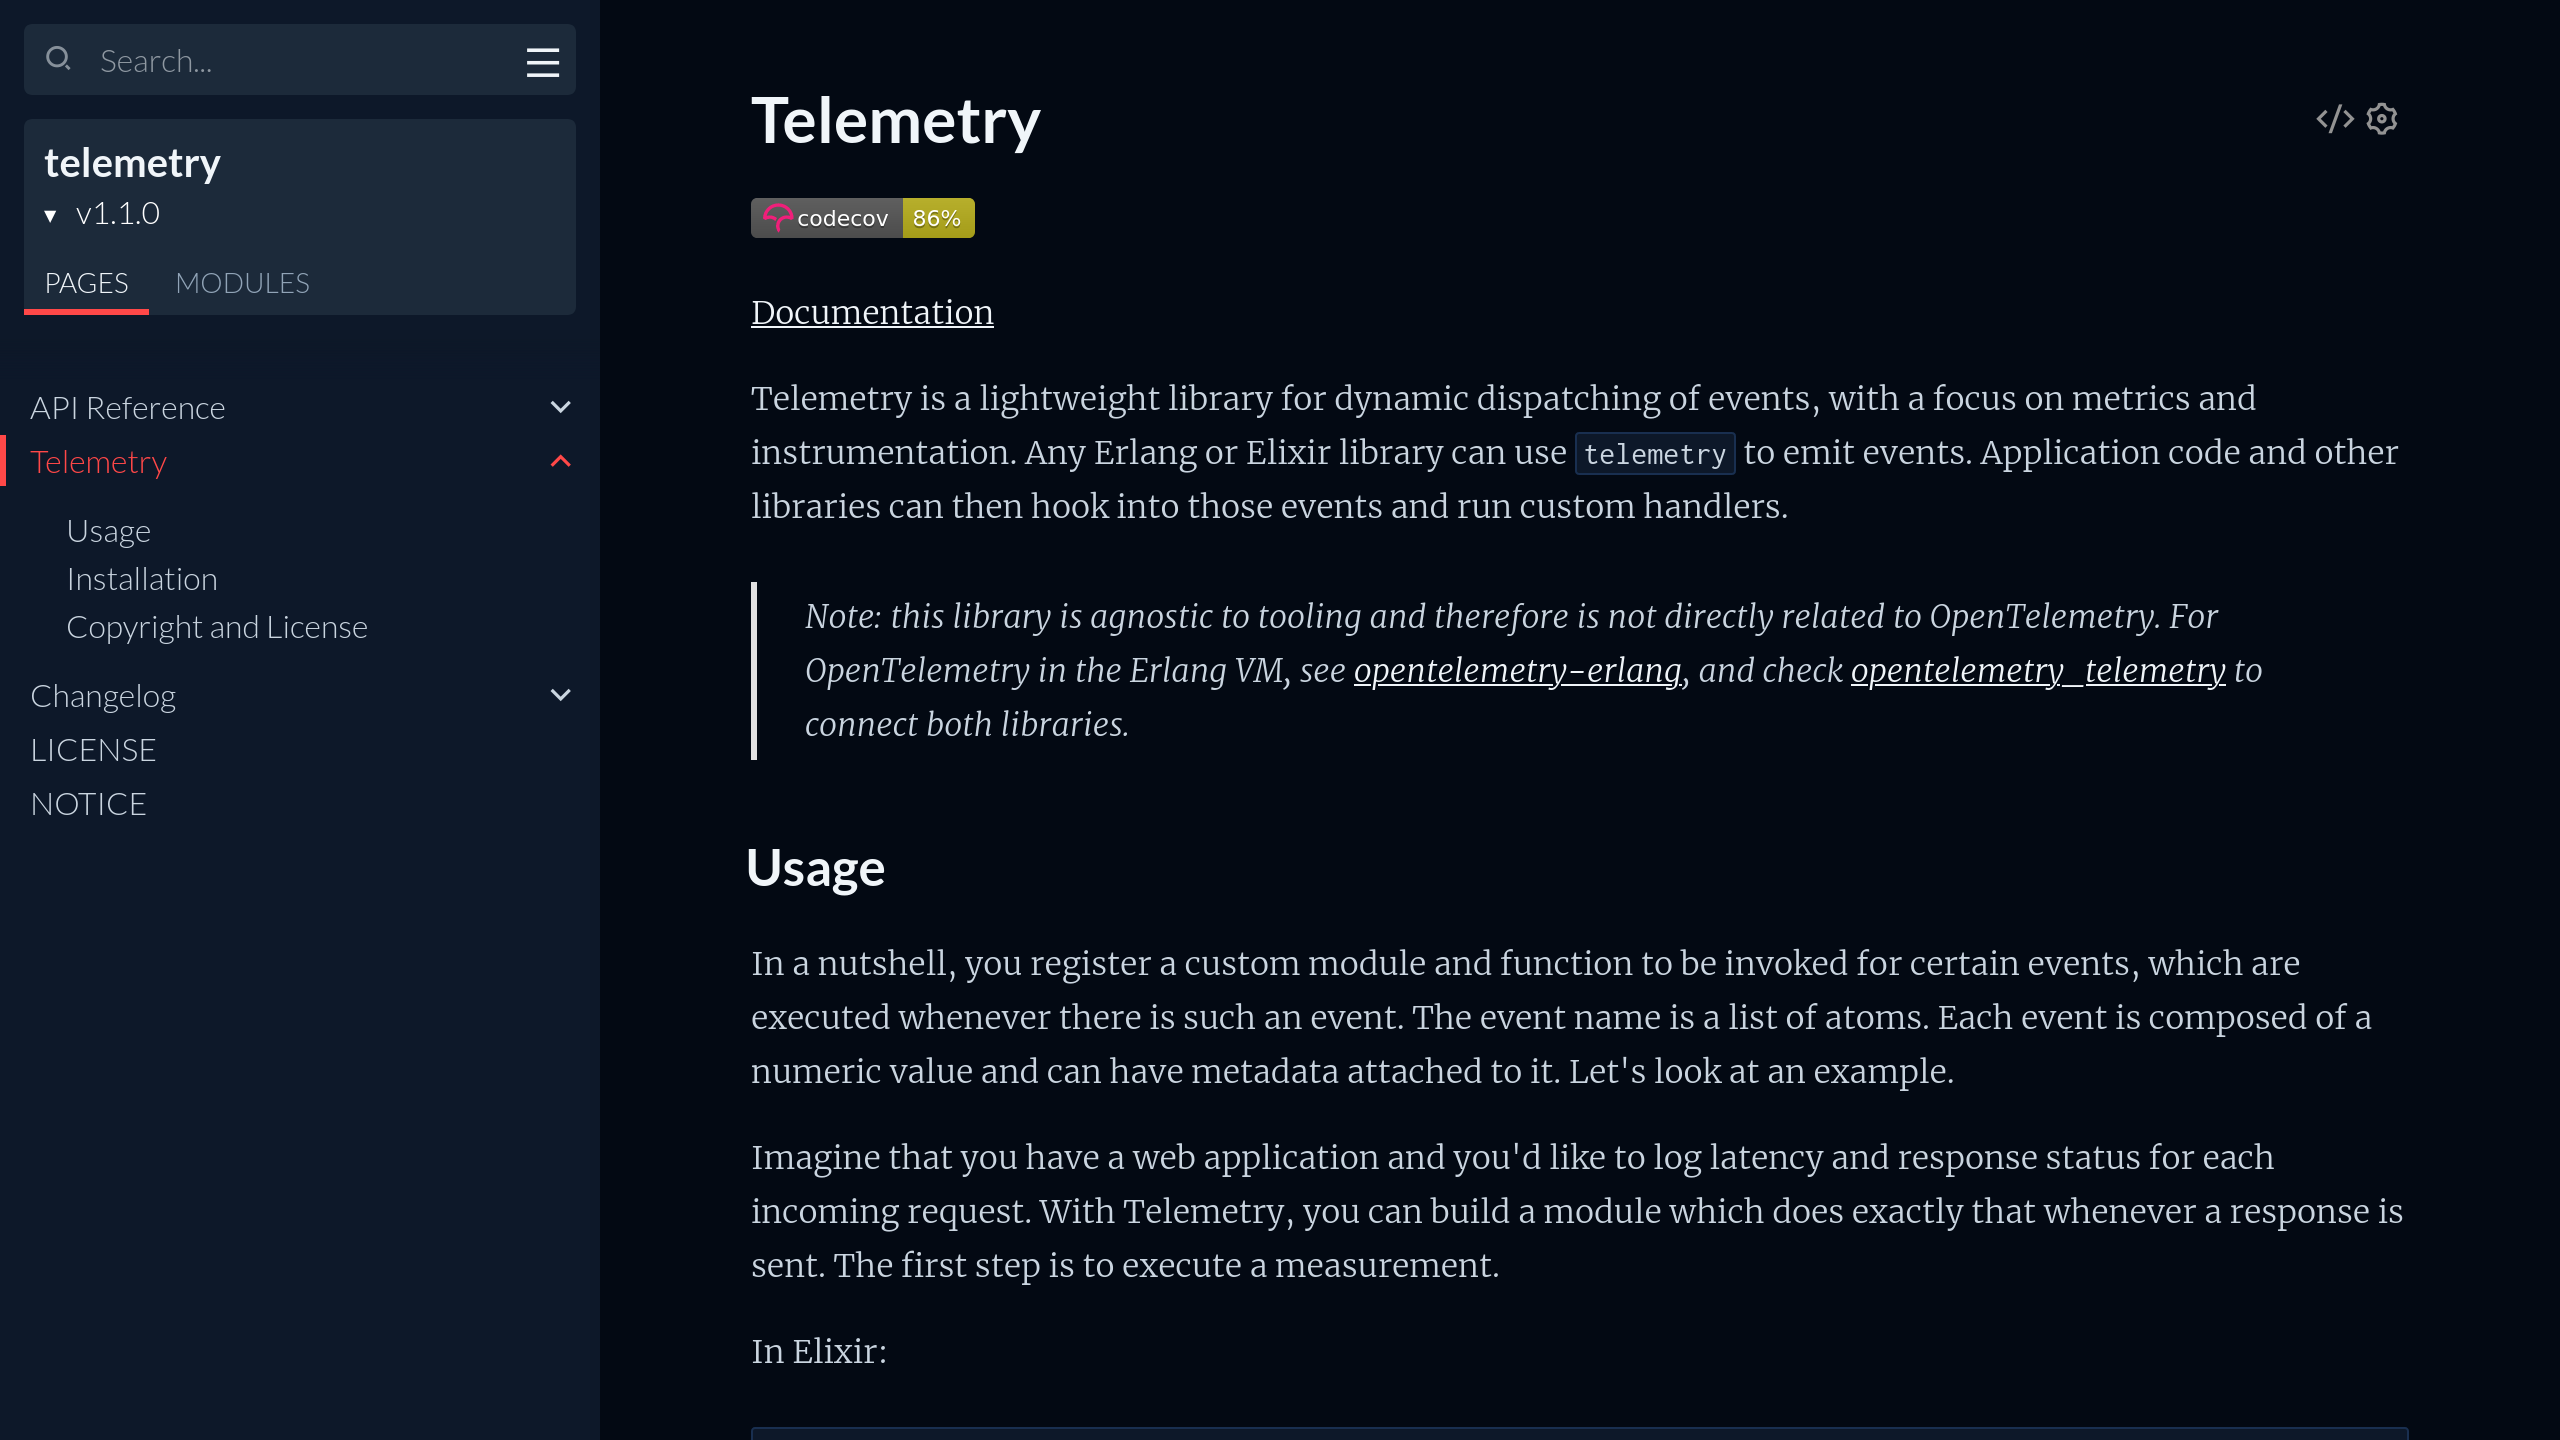 Search...
telemetry
v1.1.0
PAGES MODULES
API Reference
Telemetry
Usage
Installation
Copyright and License
Changelog
LICENSE
NOTICE
Telemetry
codecov 86%
Documentation
Telemetry is a lightweight library for dynamic dispatching of events, with a focus on metrics and
instrumentation. Any Erlang or Elixir library can use telemetry to emit events. Application code and other
libraries can then hook into those events and run custom handlers.
Note: this library is agnostic to tooling and therefore is not directly related to OpenTelemetry. For
OpenTelemetry in the Erlang VM, see opentelemetry-erlang, and check opentelemetry_telemetry to
connect both libraries.
Usage
In a nutshell, you register a custom module and function to be invoked for certain events, which are
executed whenever there is such an event. The event name is a list of atoms. Each event is composed of a
numeric value and can have metadata attached to it. Let's look at an example.
Imagine that you have a web application and you'd like to log latency and response status for each
incoming request. With Telemetry, you can build a module which does exactly that whenever a response is
sent. The first step is to execute a measurement.
In Elixir: